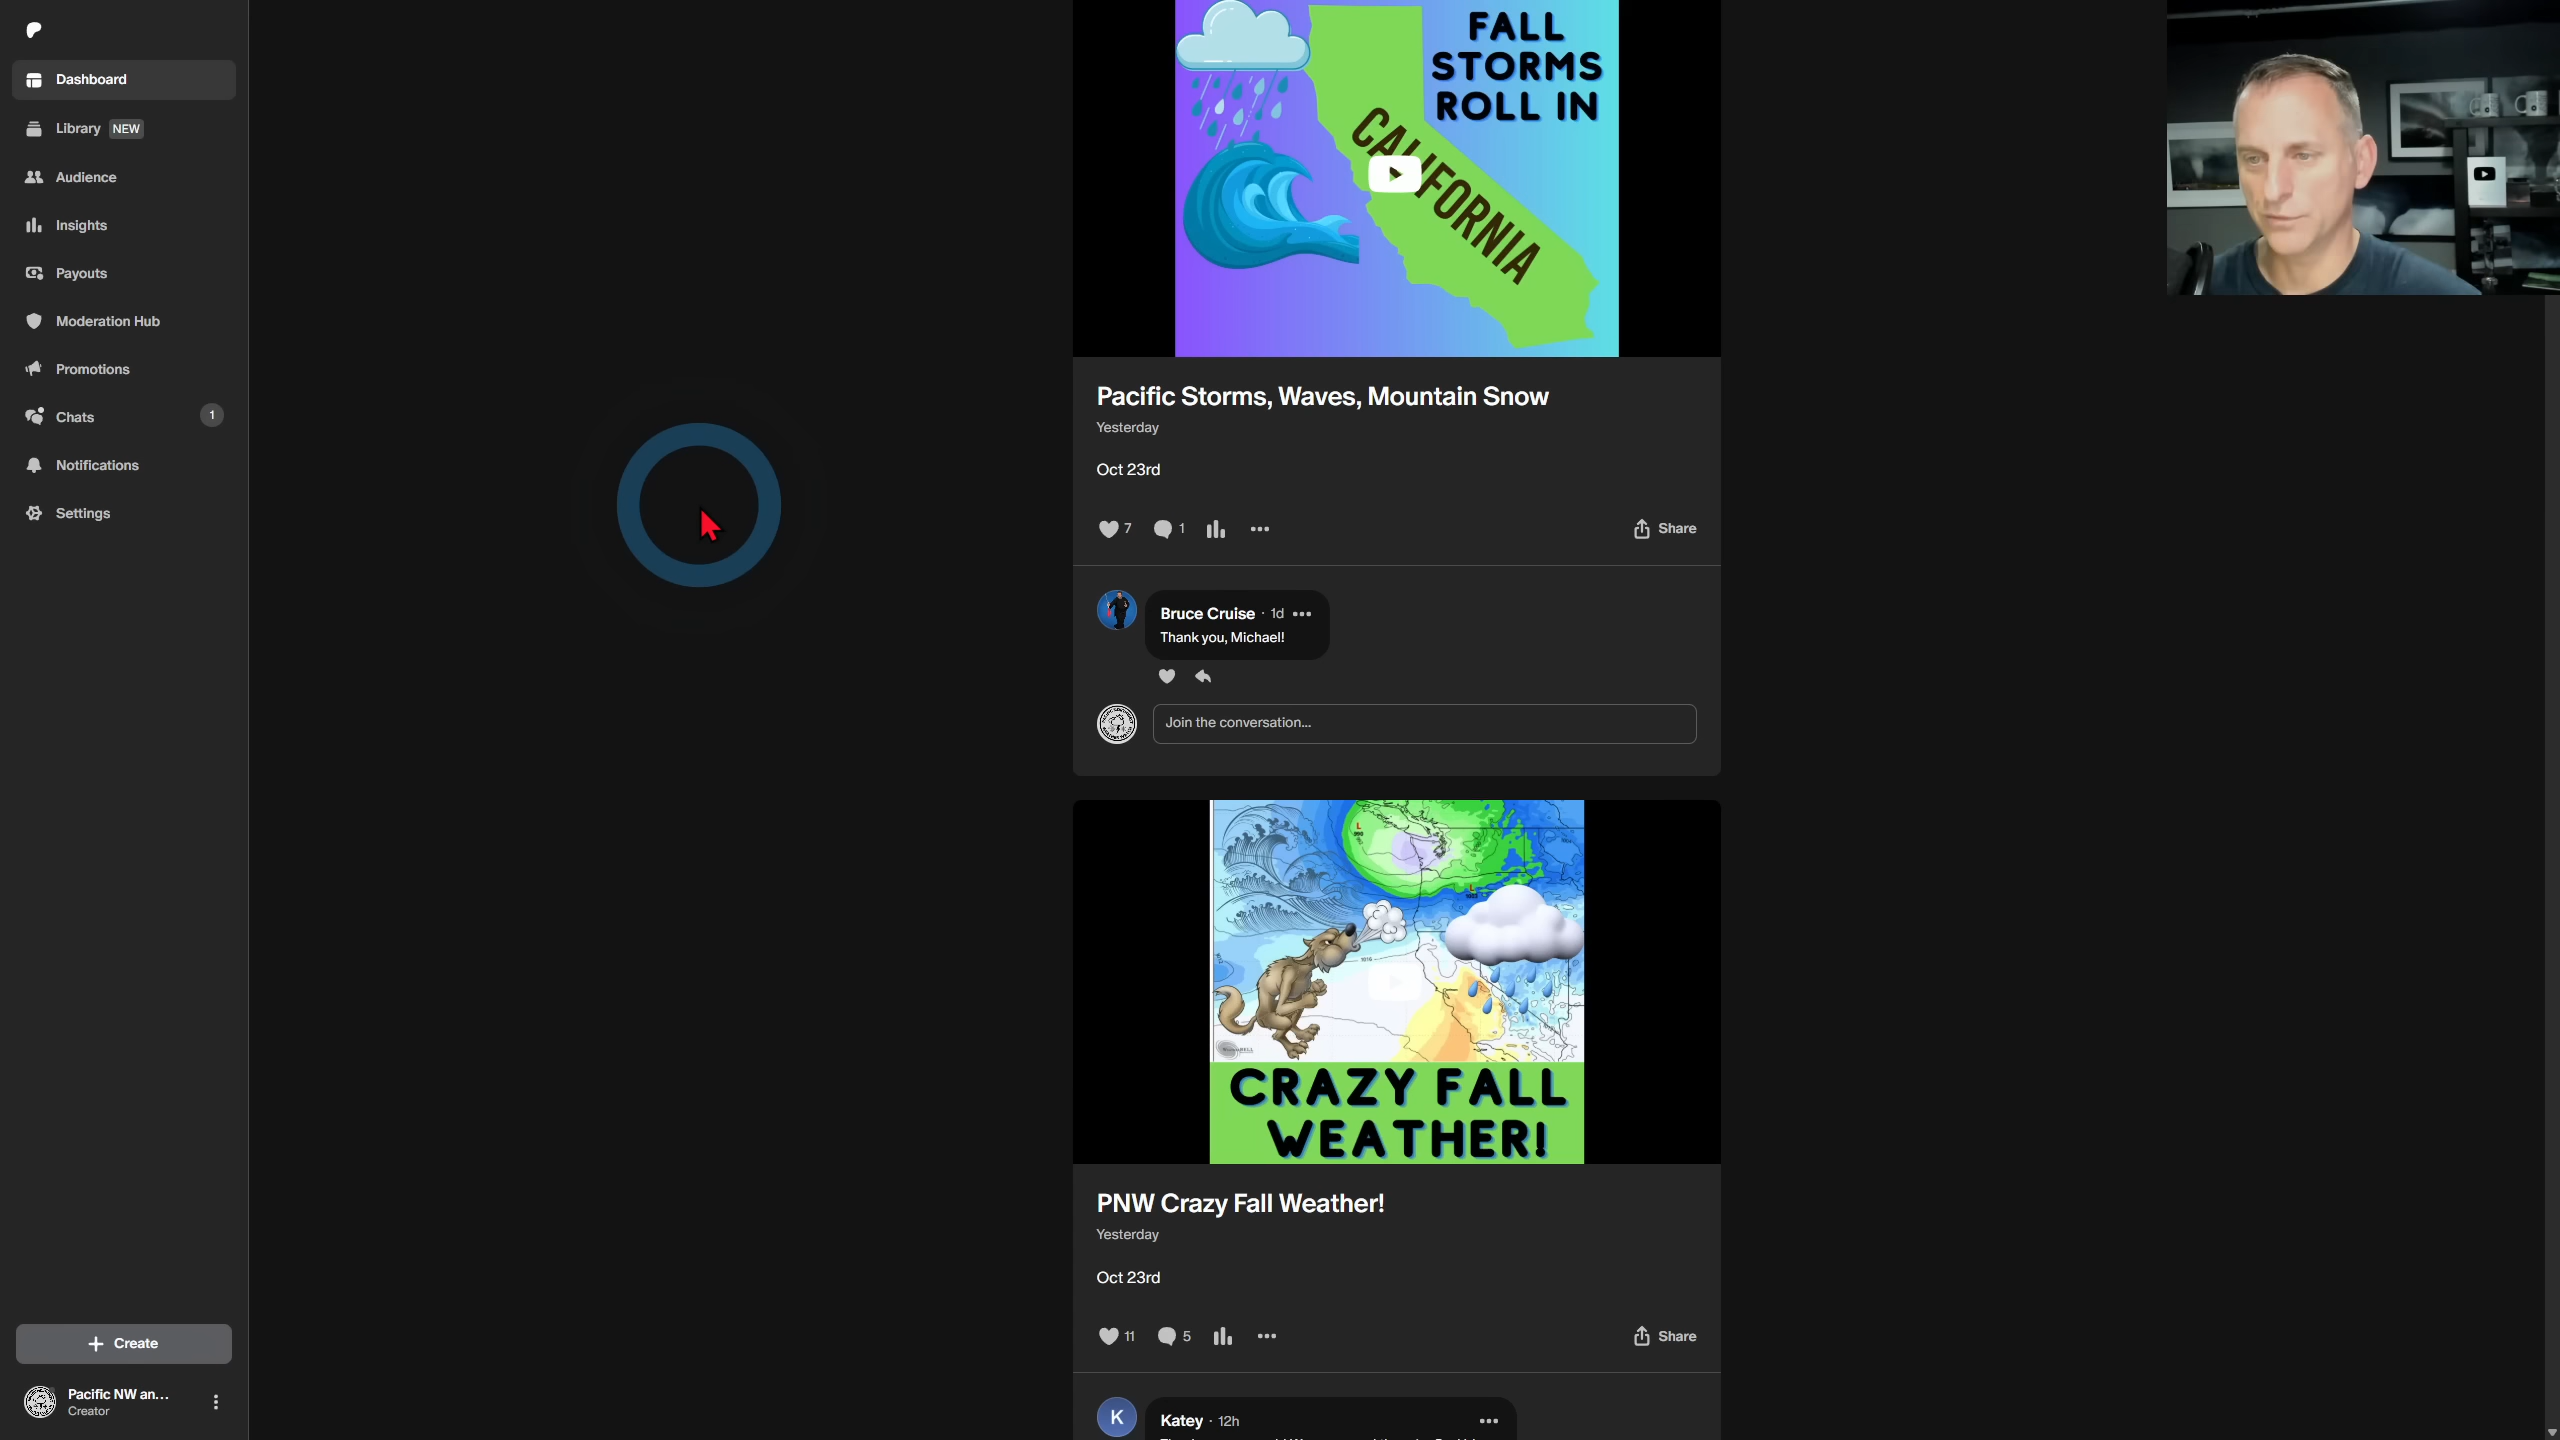 Dashboard
Library NEW
Audience
Insights
Payouts
Moderation Hub
Promotions
Chats 1
Notifications
Settings
Create
Pacific NW an...
Creator
FALL
STORMS
ROLL IN
CALIFORNIA
Pacific Storms, Waves, Mountain Snow
Yesterday
Oct 23rd
7 1 Share
Bruce Cruise · 1d
Thank you, Michael!
Join the conversation...
CRAZY FALL
WEATHER!
PNW Crazy Fall Weather!
Yesterday
Oct 23rd
11 5 Share
K
Katey · 12h